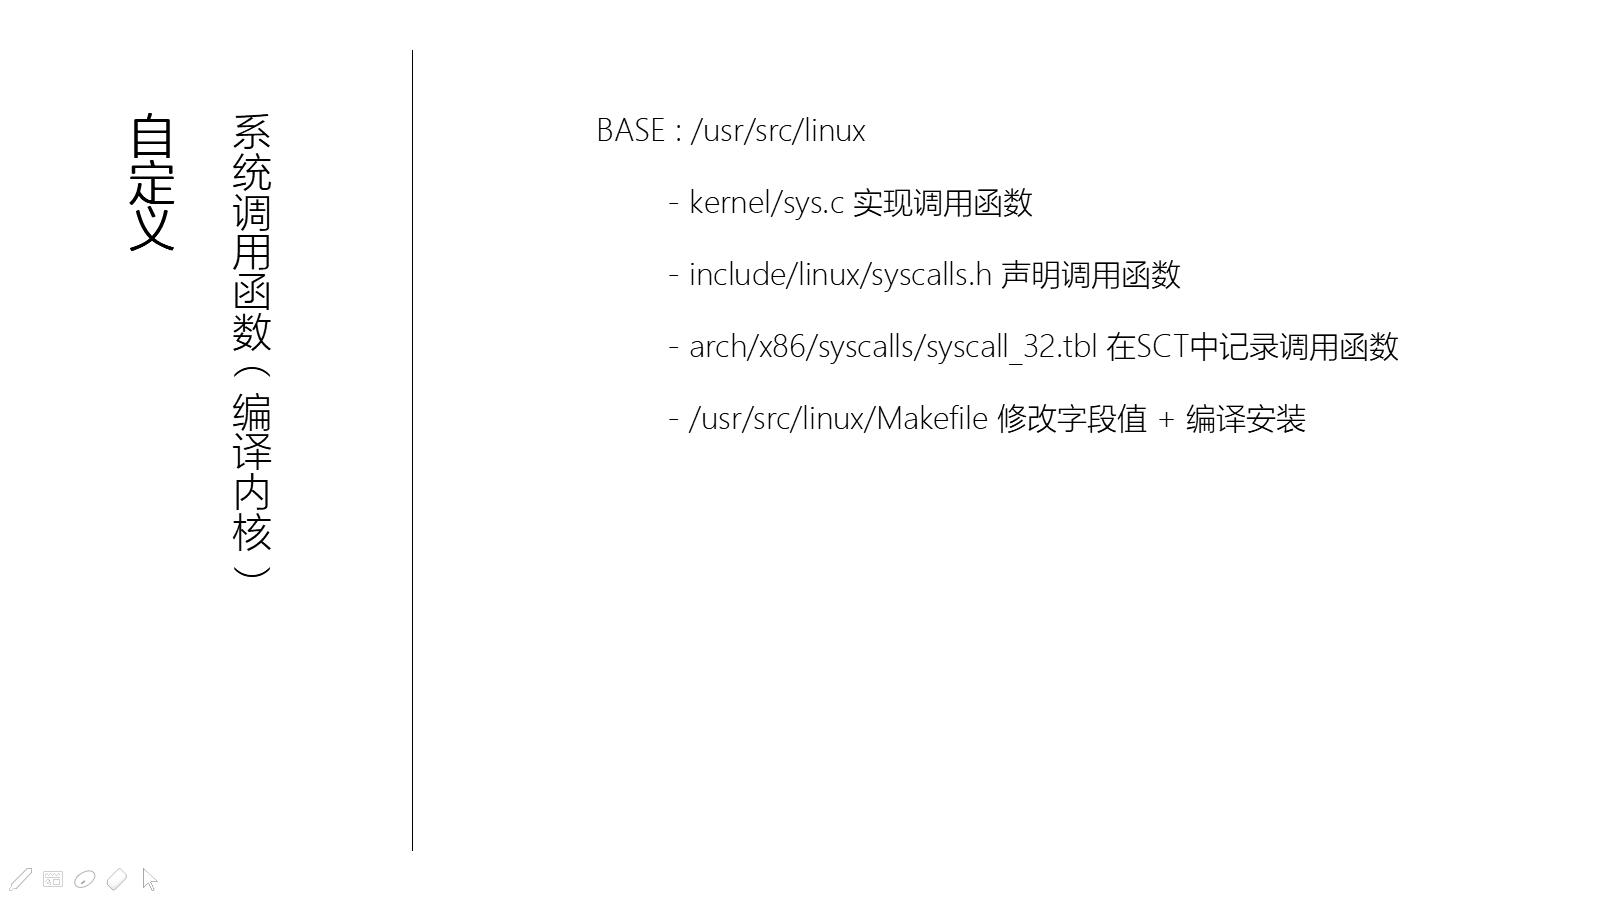 自定义
系统调用函数（编译内核）
BASE : /usr/src/linux
- kernel/sys.c 实现调用函数
- include/linux/syscalls.h 声明调用函数
- arch/x86/syscalls/syscall_32.tbl 在SCT中记录调用函数
- /usr/src/linux/Makefile 修改字段值 + 编译安装